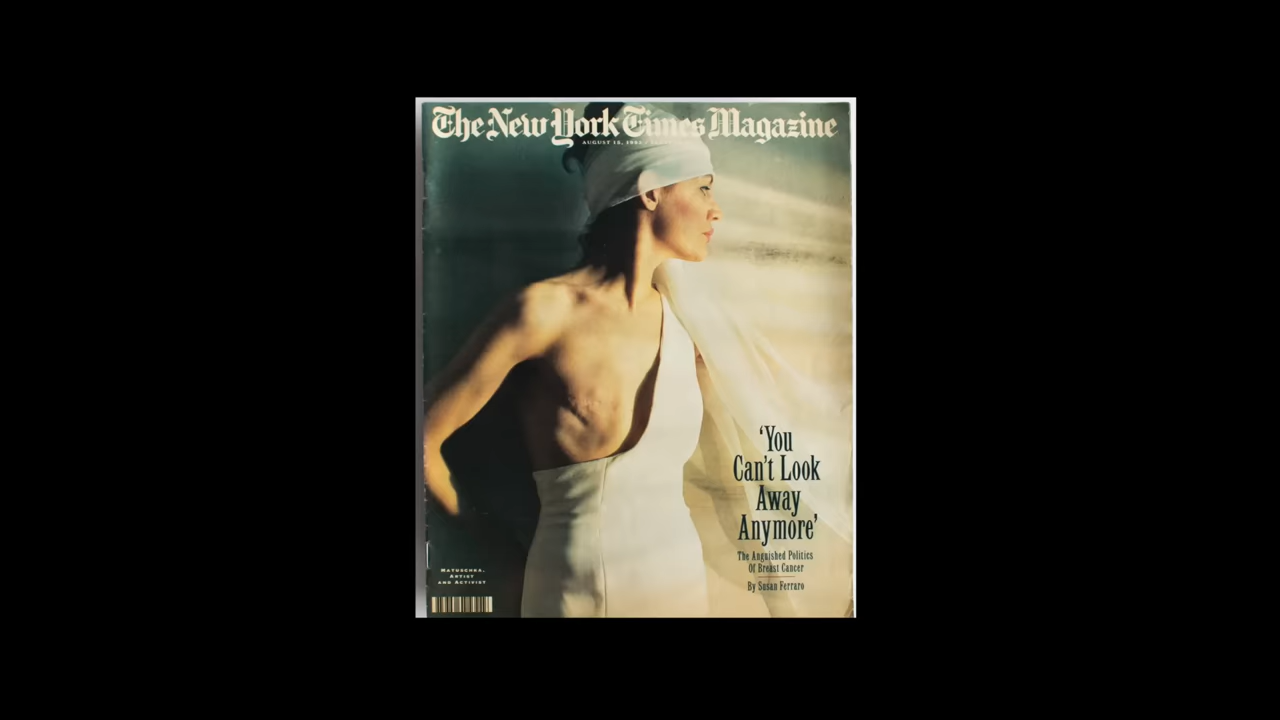 The New York Times Magazine
AUGUST 15, 1993 /
'You
Can't Look
Away
Anymore'
The Anguished Politics
Of Breast Cancer
By Susan Ferraro
MATUSCHKA,
ARTIST
AND ACTIVIST